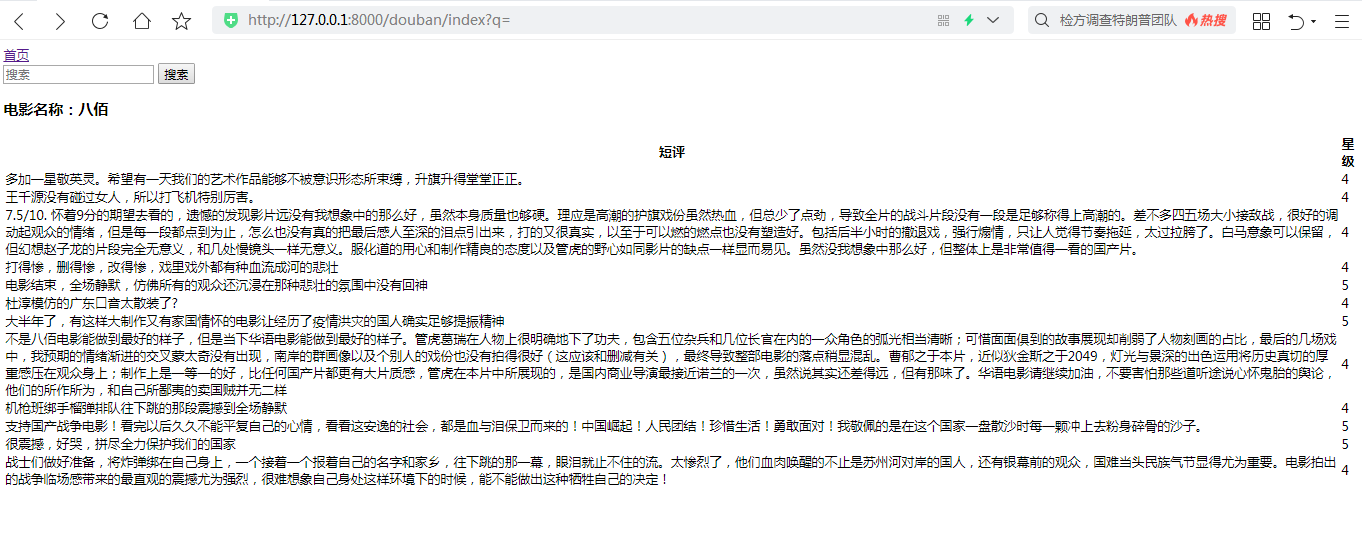 http://127.0.0.1:8000/douban/index?q=
检方调查特朗普团队 热搜
首页
搜索 搜索
电影名称：八佰
短评 星
级
多加一星敬英灵。希望有一天我们的艺术作品能够不被意识形态所束缚，升旗升得堂堂正正。 4
王千源没有碰过女人，所以打飞机特别厉害。 4
7.5/10. 怀着9分的期望去看的，遗憾的发现影片远没有我想象中的那么好，虽然本身质量也够硬。理应是高潮的护旗戏份虽然热血，但总少了点劲，导致全片的战斗片段没有一段是足够称得上高潮的。差不多四五场大小接敌战，很好的调
动起观众的情绪，但是每一段都点到为止，怎么也没有真的把最后感人至深的泪点引出来，打的又很真实，以至于可以燃的燃点也没有塑造好。包括后半小时的撤退戏，强行煽情，只让人觉得节奏拖延，太过拉胯了。白马意象可以保留， 4
但幻想赵子龙的片段完全无意义，和几处慢镜头一样无意义。服化道的用心和制作精良的态度以及管虎的野心如同影片的缺点一样显而易见。虽然没我想象中那么好，但整体上是非常值得一看的国产片。
打得惨，删得惨，改得惨，戏里戏外都有种血流成河的悲壮 4
电影结束，全场静默，仿佛所有的观众还沉浸在那种悲壮的氛围中没有回神 5
杜淳模仿的广东口音太散装了? 4
大半年了，有这样大制作又有家国情怀的电影让经历了疫情洪灾的国人确实足够提振精神 5
不是八佰电影能做到最好的样子，但是当下华语电影能做到最好的样子。管虎葛瑞在人物上很明确地下了功夫，包含五位杂兵和几位长官在内的一众角色的弧光相当清晰；可惜面面俱到的故事展现却削弱了人物刻画的占比，最后的几场戏
中，我预期的情绪渐进的交叉蒙太奇没有出现，南岸的群画像以及个别人的戏份也没有拍得很好（这应该和删减有关），最终导致整部电影的落点稍显混乱。曹郁之于本片，近似狄金斯之于2049，灯光与景深的出色运用将历史真切的厚
重感压在观众身上；制作上是一等一的好，比任何国产片都更有大片质感，管虎在本片中所展现的，是国内商业导演最接近诺兰的一次，虽然说其实还差得远，但有那味了。华语电影请继续加油，不要害怕那些道听途说心怀鬼胎的舆论， 4
他们的所作所为，和自己所鄙夷的卖国贼并无二样
机枪班绑手榴弹排队往下跳的那段震撼到全场静默 4
支持国产战争电影！看完以后久久不能平复自己的心情，看看这安逸的社会，都是血与泪保卫而来的！中国崛起！人民团结！珍惜生活！勇敢面对！我敬佩的是在这个国家一盘散沙时每一颗冲上去粉身碎骨的沙子。 5
很震撼，好哭，拼尽全力保护我们的国家 5
战士们做好准备，将炸弹绑在自己身上，一个接着一个报着自己的名字和家乡，往下跳的那一幕，眼泪就止不住的流。太惨烈了，他们血肉唤醒的不止是苏州河对岸的国人，还有银幕前的观众，国难当头民族气节显得尤为重要。电影拍出 4
的战争临场感带来的最直观的震撼尤为强烈，很难想象自己身处这样环境下的时候，能不能做出这种牺牲自己的决定！